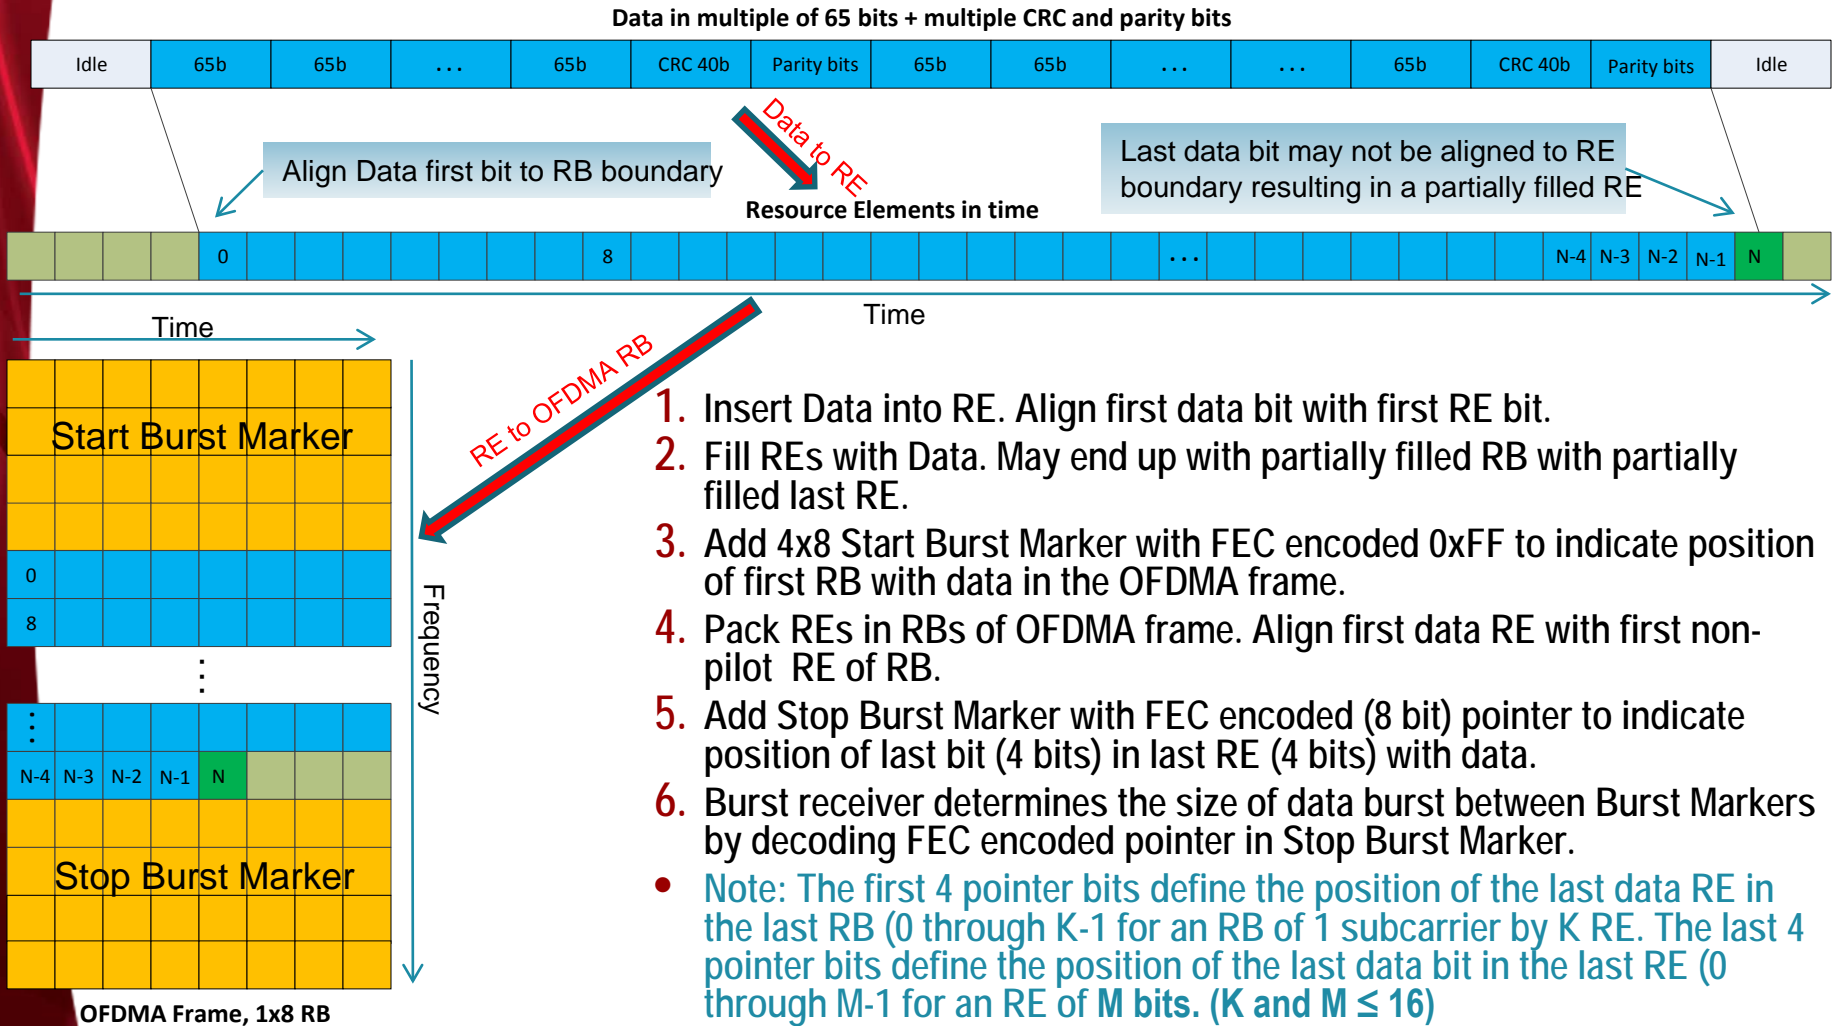 Data in multiple of 65 bits + multiple CRC and parity bits
Idle 65b 65b ... 65b CRC 40b Parity bits 65b 65b ... ... 65b CRC 40b Parity bits Idle
Data to RE
Align Data first bit to RB boundary
Last data bit may not be aligned to RE
boundary resulting in a partially filled RE
Resource Elements in time
0 8 ... N-4 N-3 N-2 N-1 N
Time
Time
RE to OFDMA RB
Start Burst Marker
0
8
...
...
N-4 N-3 N-2 N-1 N
Stop Burst Marker
Frequency
OFDMA Frame, 1x8 RB
1. Insert Data into RE. Align first data bit with first RE bit.
2. Fill REs with Data. May end up with partially filled RB with partially
filled last RE.
3. Add 4x8 Start Burst Marker with FEC encoded 0xFF to indicate position
of first RB with data in the OFDMA frame.
4. Pack REs in RBs of OFDMA frame. Align first data RE with first non-
pilot RE of RB.
5. Add Stop Burst Marker with FEC encoded (8 bit) pointer to indicate
position of last bit (4 bits) in last RE (4 bits) with data.
6. Burst receiver determines the size of data burst between Burst Markers
by decoding FEC encoded pointer in Stop Burst Marker.
• Note: The first 4 pointer bits define the position of the last data RE in
the last RB (0 through K-1 for an RB of 1 subcarrier by K RE. The last 4
pointer bits define the position of the last data bit in the last RE (0
through M-1 for an RE of M bits. (K and M ≤ 16)